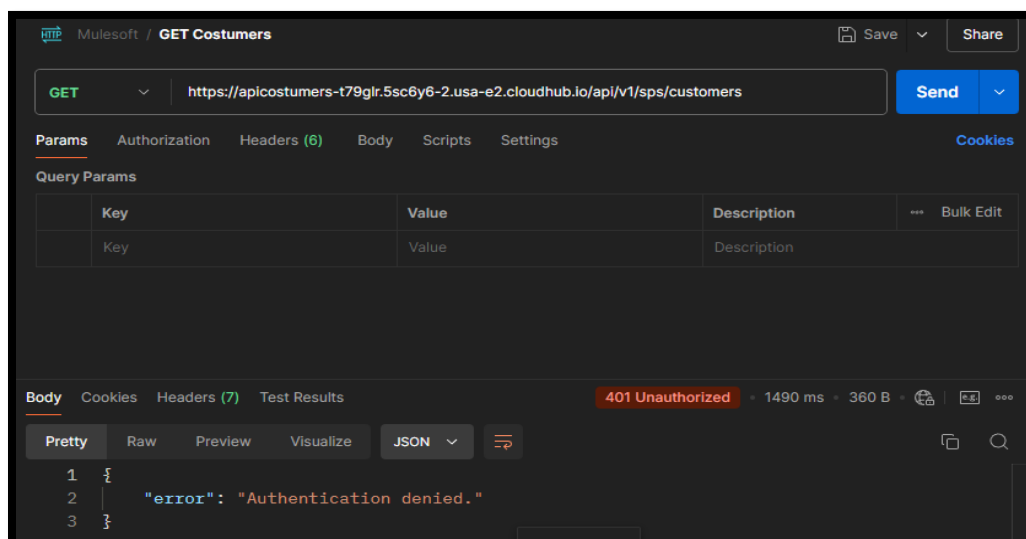 HTTP Mulesoft / GET Costumers Save Share
GET https://apicostumers-t79glr.5sc6y6-2.usa-e2.cloudhub.io/api/v1/sps/customers Send
Params Authorization Headers (6) Body Scripts Settings Cookies
Query Params
Key Value Description Bulk Edit
Key Value Description
Body Cookies Headers (7) Test Results 401 Unauthorized 1490 ms 360 B e.g.
Pretty Raw Preview Visualize JSON
1 {
2 "error": "Authentication denied."
3 }